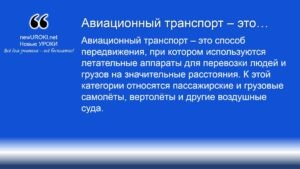 newUROKI.net
Новые УРОКИ
Всё для учителя – всё бесплатно!
Авиационный транспорт – это…
Авиационный транспорт – это способ
передвижения, при котором используются
летательные аппараты для перевозки людей и
грузов на значительные расстояния. К этой
категории относятся пассажирские и грузовые
самолёты, вертолёты и другие воздушные
суда.